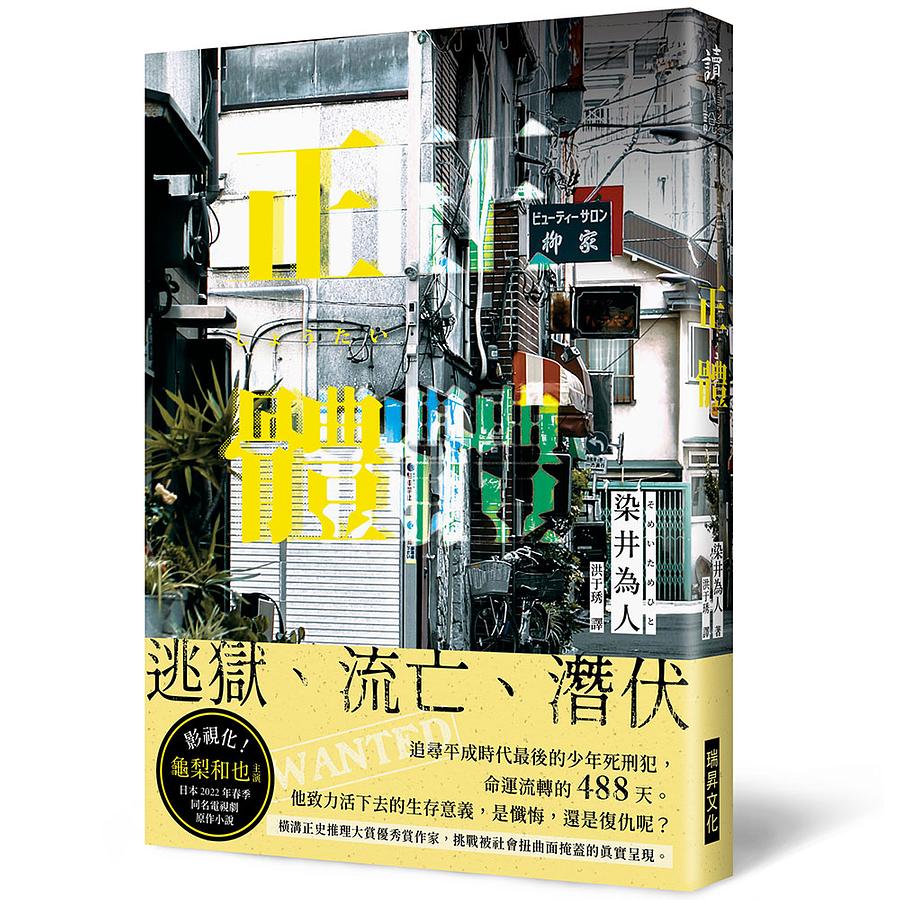 正
しょうたい
體
ビューティーサロン
柳家
そめいためひと
染井為人
洪于琇 譯
逃獄、流亡、潛伏
WANTED
影視化！
龜梨和也 主演
日本2022年春季
同名電視劇
原作小說
追尋平成時代最後的少年死刑犯，
命運流轉的488天。
他致力活下去的生存意義，是懺悔，還是復仇呢？
橫溝正史推理大賞優秀賞作家，挑戰被社會扭曲面掩蓋的真實呈現。
讀
正體
染井為人 著
洪于琇 譯
瑞昇文化